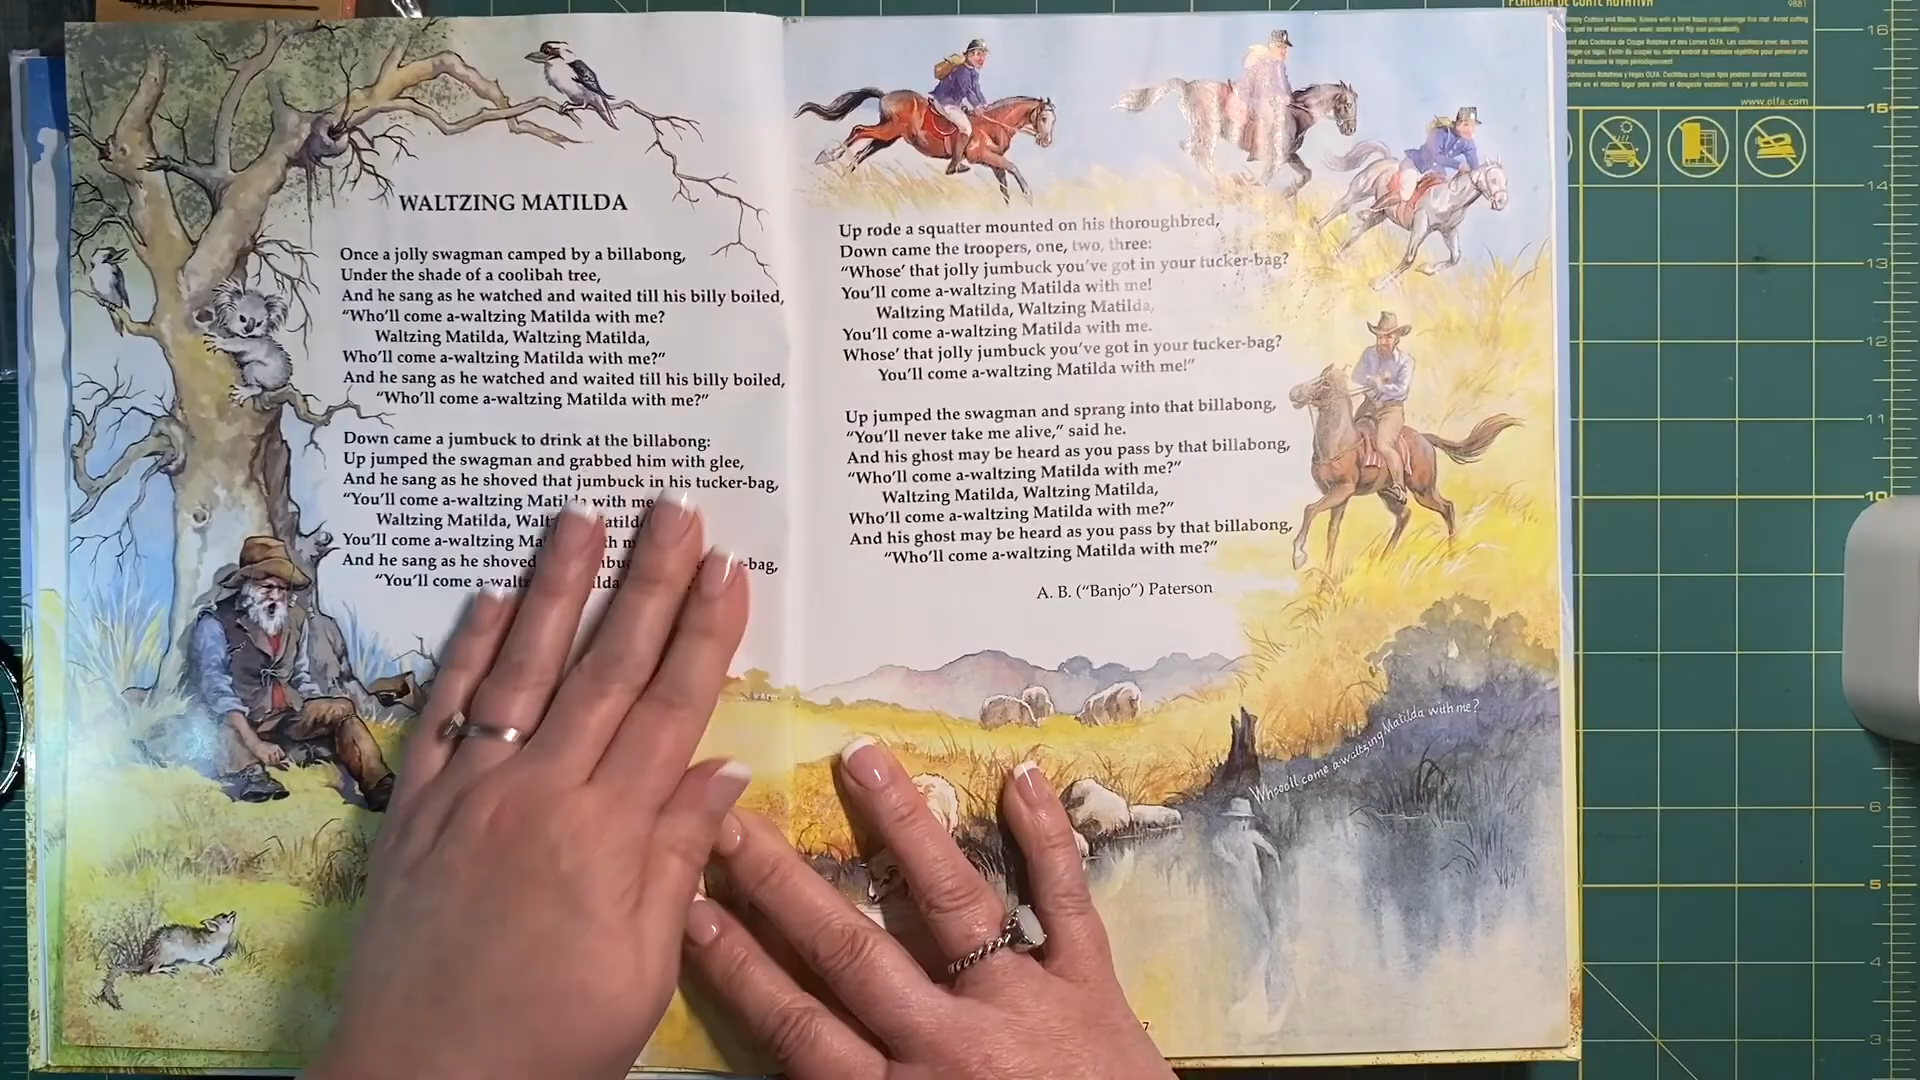 WALTZING MATILDA
Once a jolly swagman camped by a billabong,
Under the shade of a coolibah tree,
And he sang as he watched and waited till his billy boiled,
“Who’ll come a-waltzing Matilda with me?
Waltzing Matilda, Waltzing Matilda,
Who’ll come a-waltzing Matilda with me?”
And he sang as he watched and waited till his billy boiled,
“Who’ll come a-waltzing Matilda with me?”
Down came a jumbuck to drink at the billabong:
Up jumped the swagman and grabbed him with glee,
And he sang as he shoved that jumbuck in his tucker-bag,
“You’ll come a-waltzing Matilda with me
Waltzing Matilda,
You’ll come a-waltzing
And he sang as he shoved -bag,
“You’ll come
Up rode a squatter mounted on his thoroughbred,
Down came the troopers, one, two, three:
“Whose’ that jolly jumbuck you’ve got in your tucker-bag?
You’ll come a-waltzing Matilda with me!
Waltzing Matilda, Waltzing Matilda,
You’ll come a-waltzing Matilda with me.
Whose’ that jolly jumbuck you’ve got in your tucker-bag?
You’ll come a-waltzing Matilda with me!”
Up jumped the swagman and sprang into that billabong,
“You’ll never take me alive,” said he.
And his ghost may be heard as you pass by that billabong,
“Who’ll come a-waltzing Matilda with me?”
Waltzing Matilda, Waltzing Matilda,
Who’ll come a-waltzing Matilda with me?”
And his ghost may be heard as you pass by that billabong,
“Who’ll come a-waltzing Matilda with me?”
A. B. (“Banjo”) Paterson
Whooo'll come a-waltzing Matilda with me?
7
PLANCHA DE CORTE ROTATIVA
9881
www.olfa.com
16
15
14
13
12
11
10
6
5
4
3